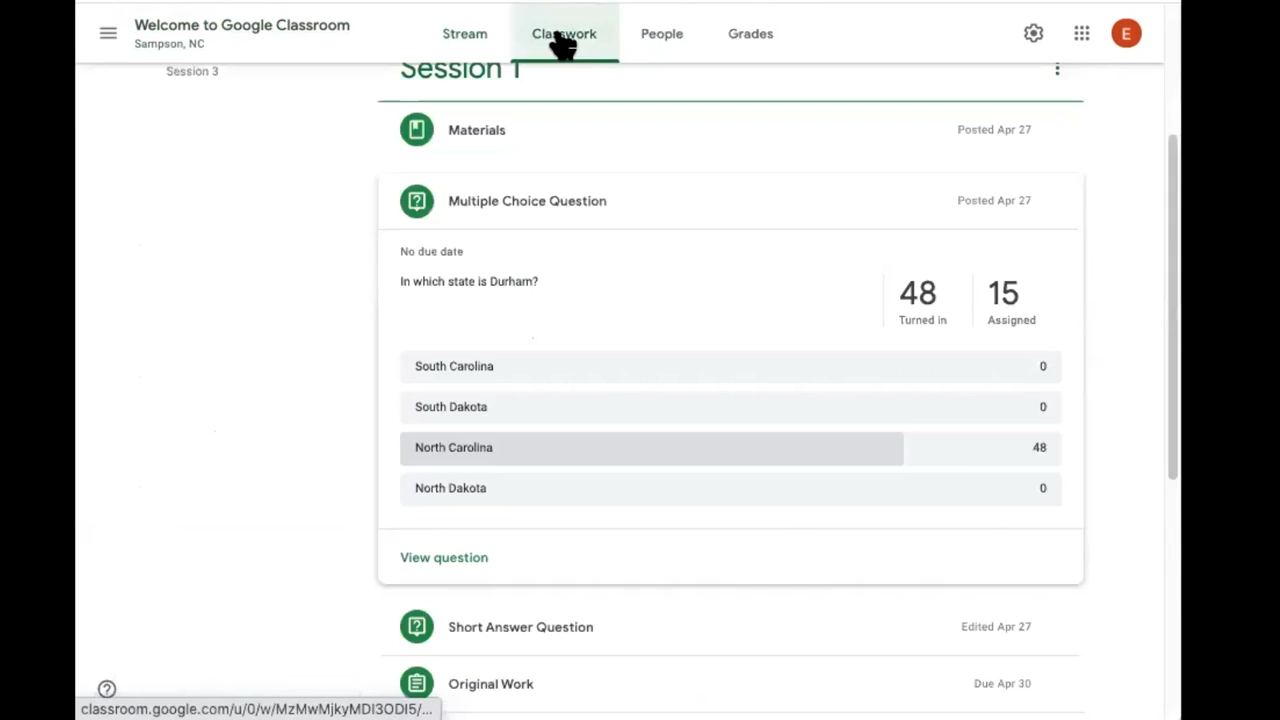 Welcome to Google Classroom
Sampson, NC
Stream
Classwork
People
Grades
E
Session 3
Session 1
Materials
Posted Apr 27
Multiple Choice Question
Posted Apr 27
No due date
In which state is Durham?
48
Turned in
15
Assigned
South Carolina 0
South Dakota 0
North Carolina 48
North Dakota 0
View question
Short Answer Question
Edited Apr 27
Original Work
Due Apr 30
classroom.google.com/u/0/w/MzMwMjkyMDI3ODI5/...